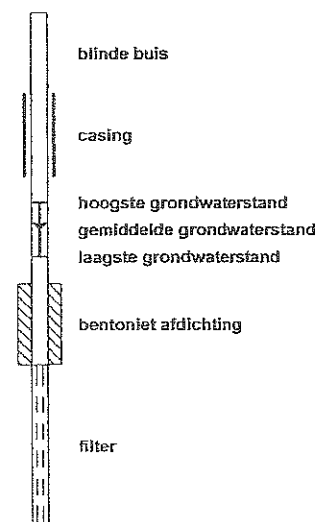 blinde buis
casing
hoogste grondwaterstand
gemiddelde grondwaterstand
laagste grondwaterstand
bentoniet afdichting
filter